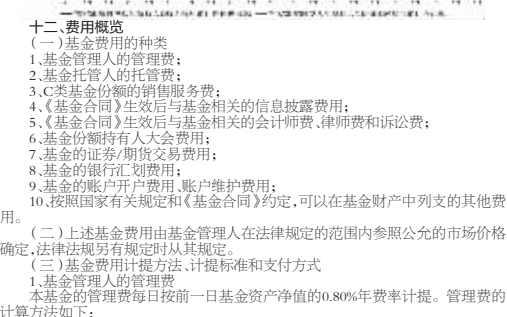 十二、费用概览
（一）基金费用的种类
1、基金管理人的管理费；
2、基金托管人的托管费；
3、C类基金份额的销售服务费；
4、《基金合同》生效后与基金相关的信息披露费用；
5、《基金合同》生效后与基金相关的会计师费、律师费和诉讼费；
6、基金份额持有人大会费用；
7、基金的证券/期货交易费用；
8、基金的银行汇划费用；
9、基金的账户开户费用、账户维护费用；
10、按照国家有关规定和《基金合同》约定，可以在基金财产中列支的其他费
用。
（二）上述基金费用由基金管理人在法律规定的范围内参照公允的市场价格
确定，法律法规另有规定时从其规定。
（三）基金费用计提方法、计提标准和支付方式
1、基金管理人的管理费
本基金的管理费每日按前一日基金资产净值的0.80%年费率计提。管理费的
计算方法如下：